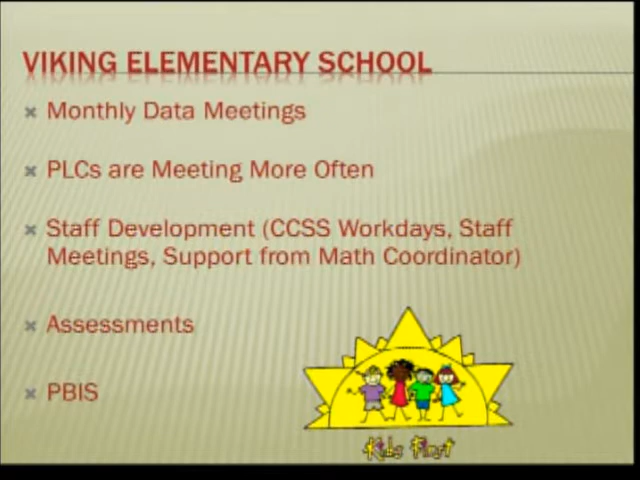 VIKING ELEMENTARY SCHOOL
Monthly Data Meetings
PLCs are Meeting More Often
Staff Development (CCSS Workdays, Staff
Meetings, Support from Math Coordinator)
Assessments
PBIS
Kids First